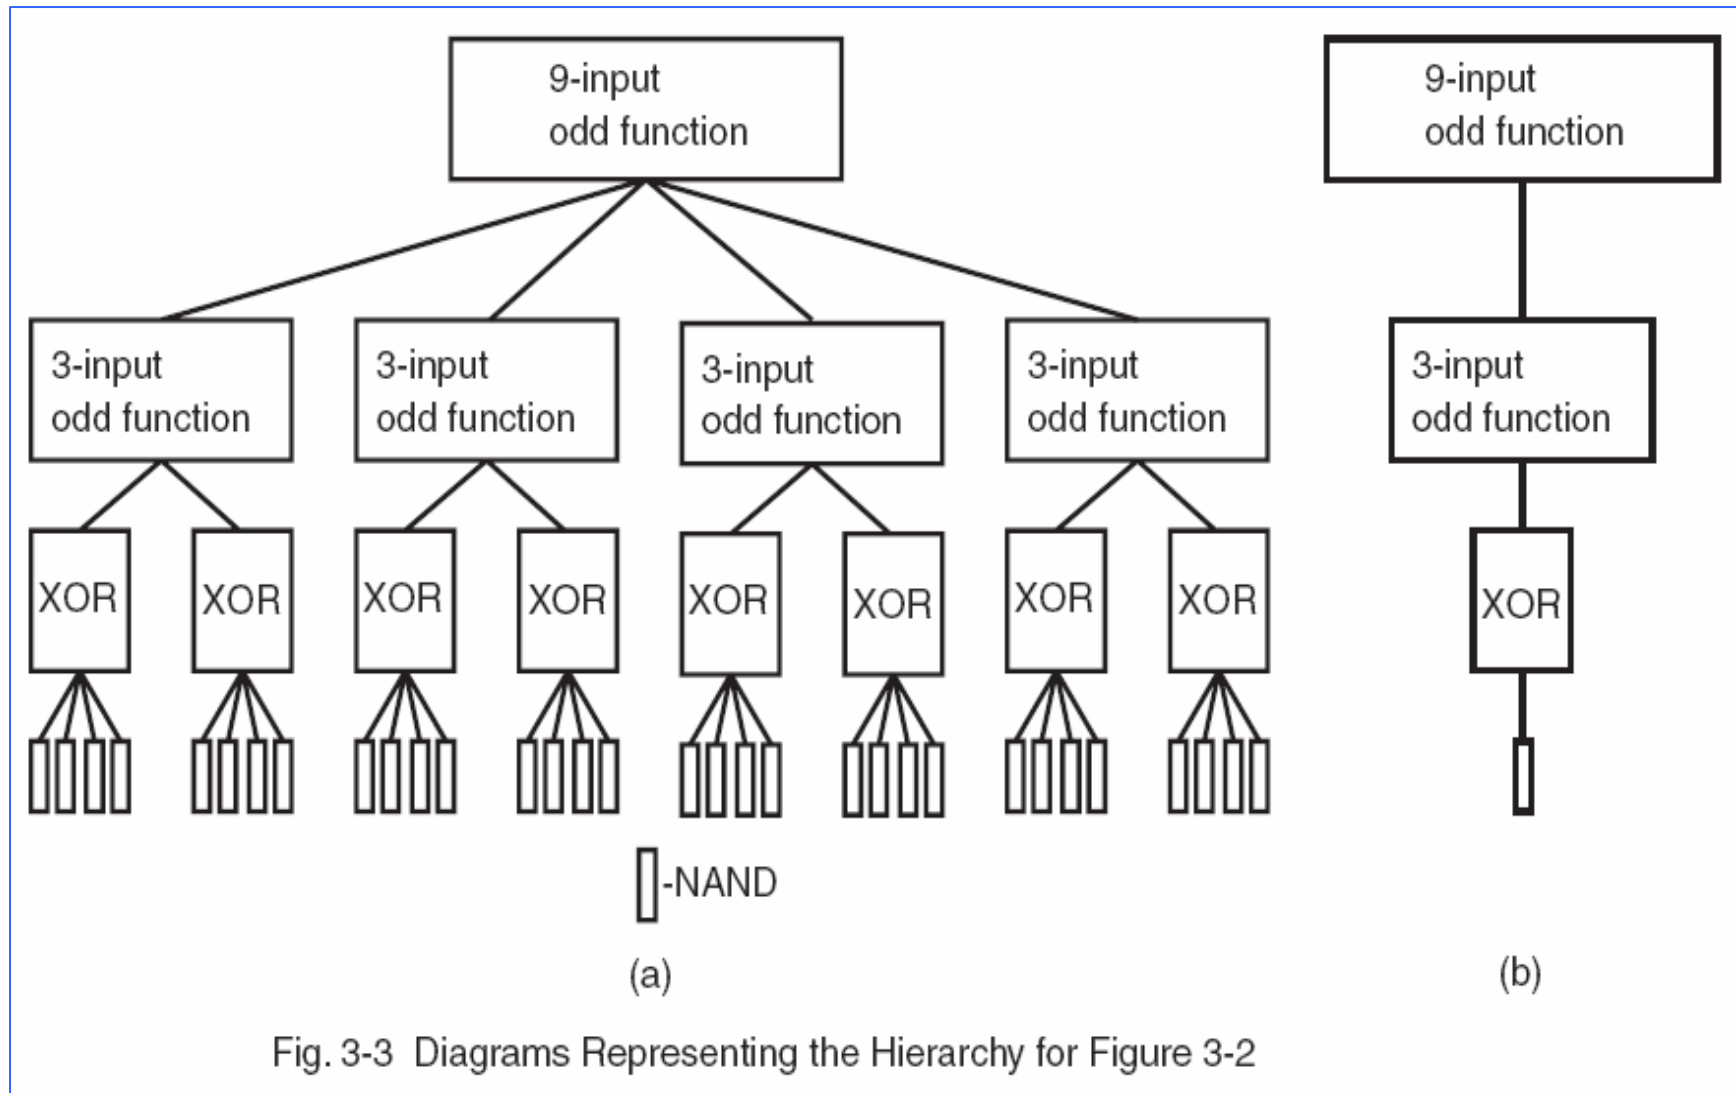 9-input
odd function
9-input
odd function
3-input
odd function
3-input
odd function
3-input
odd function
3-input
odd function
3-input
odd function
XOR
XOR
XOR
XOR
XOR
XOR
XOR
XOR
XOR
-NAND
(a)
(b)
Fig. 3-3 Diagrams Representing the Hierarchy for Figure 3-2